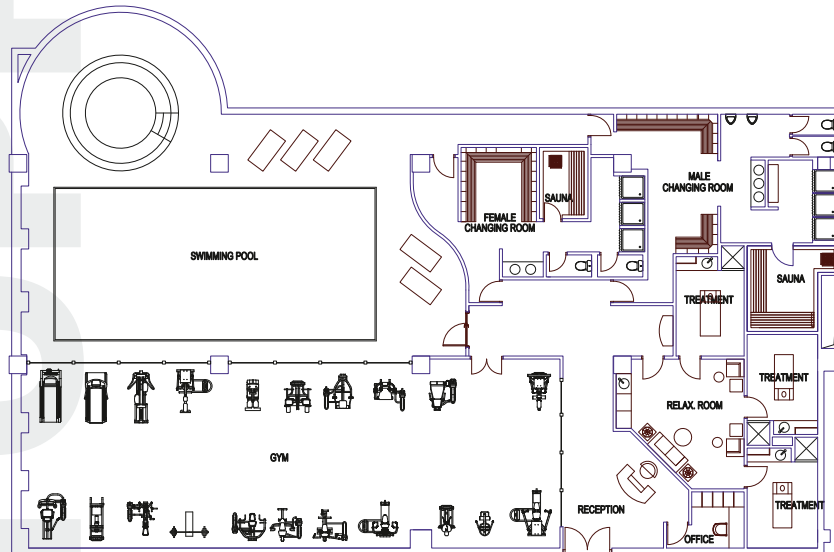 MALE
CHANGING ROOM
SAUNA
FEMALE
CHANGING ROOM
SWIMMING POOL
SAUNA
TREATMENT
TREATMENT
RELAX. ROOM
GYM
TREATMENT
RECEPTION
OFFICE